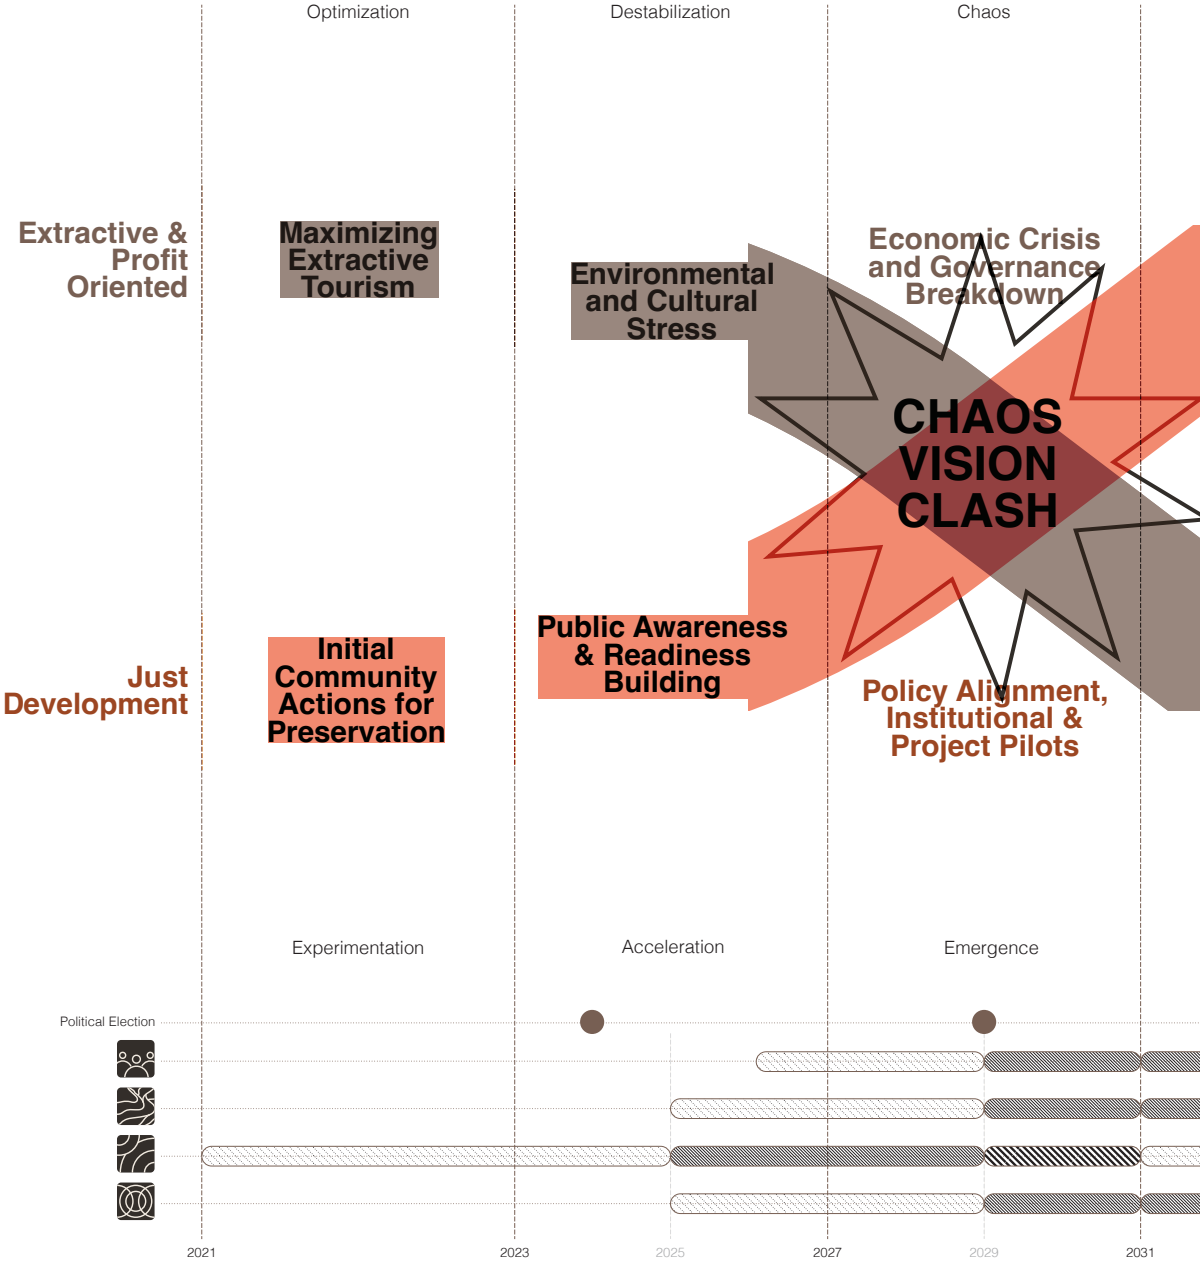 Optimization
Destabilization
Chaos
Extractive &
Profit
Oriented
Maximizing
Extractive
Tourism
Environmental
and Cultural
Stress
Economic Crisis
and Governance
Breakdown
CHAOS
VISION
CLASH
Just
Development
Initial
Community
Actions for
Preservation
Public Awareness
& Readiness
Building
Policy Alignment,
Institutional &
Project Pilots
Experimentation
Acceleration
Emergence
Political Election
2021
2023
2025
2027
2029
2031